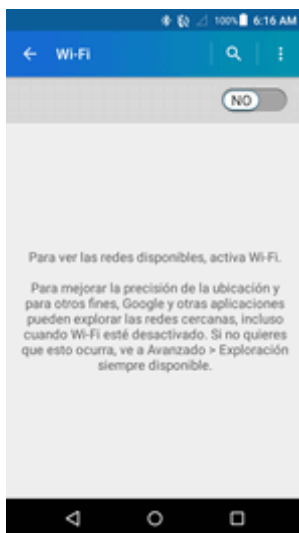 100% 6:16 AM
Wi-Fi
NO
Para ver las redes disponibles, activa Wi-Fi.
Para mejorar la precisión de la ubicación y
para otros fines, Google y otras aplicaciones
pueden explorar las redes cercanas, incluso
cuando Wi-Fi esté desactivado. Si no quieres
que esto ocurra, ve a Avanzado > Exploración
siempre disponible.